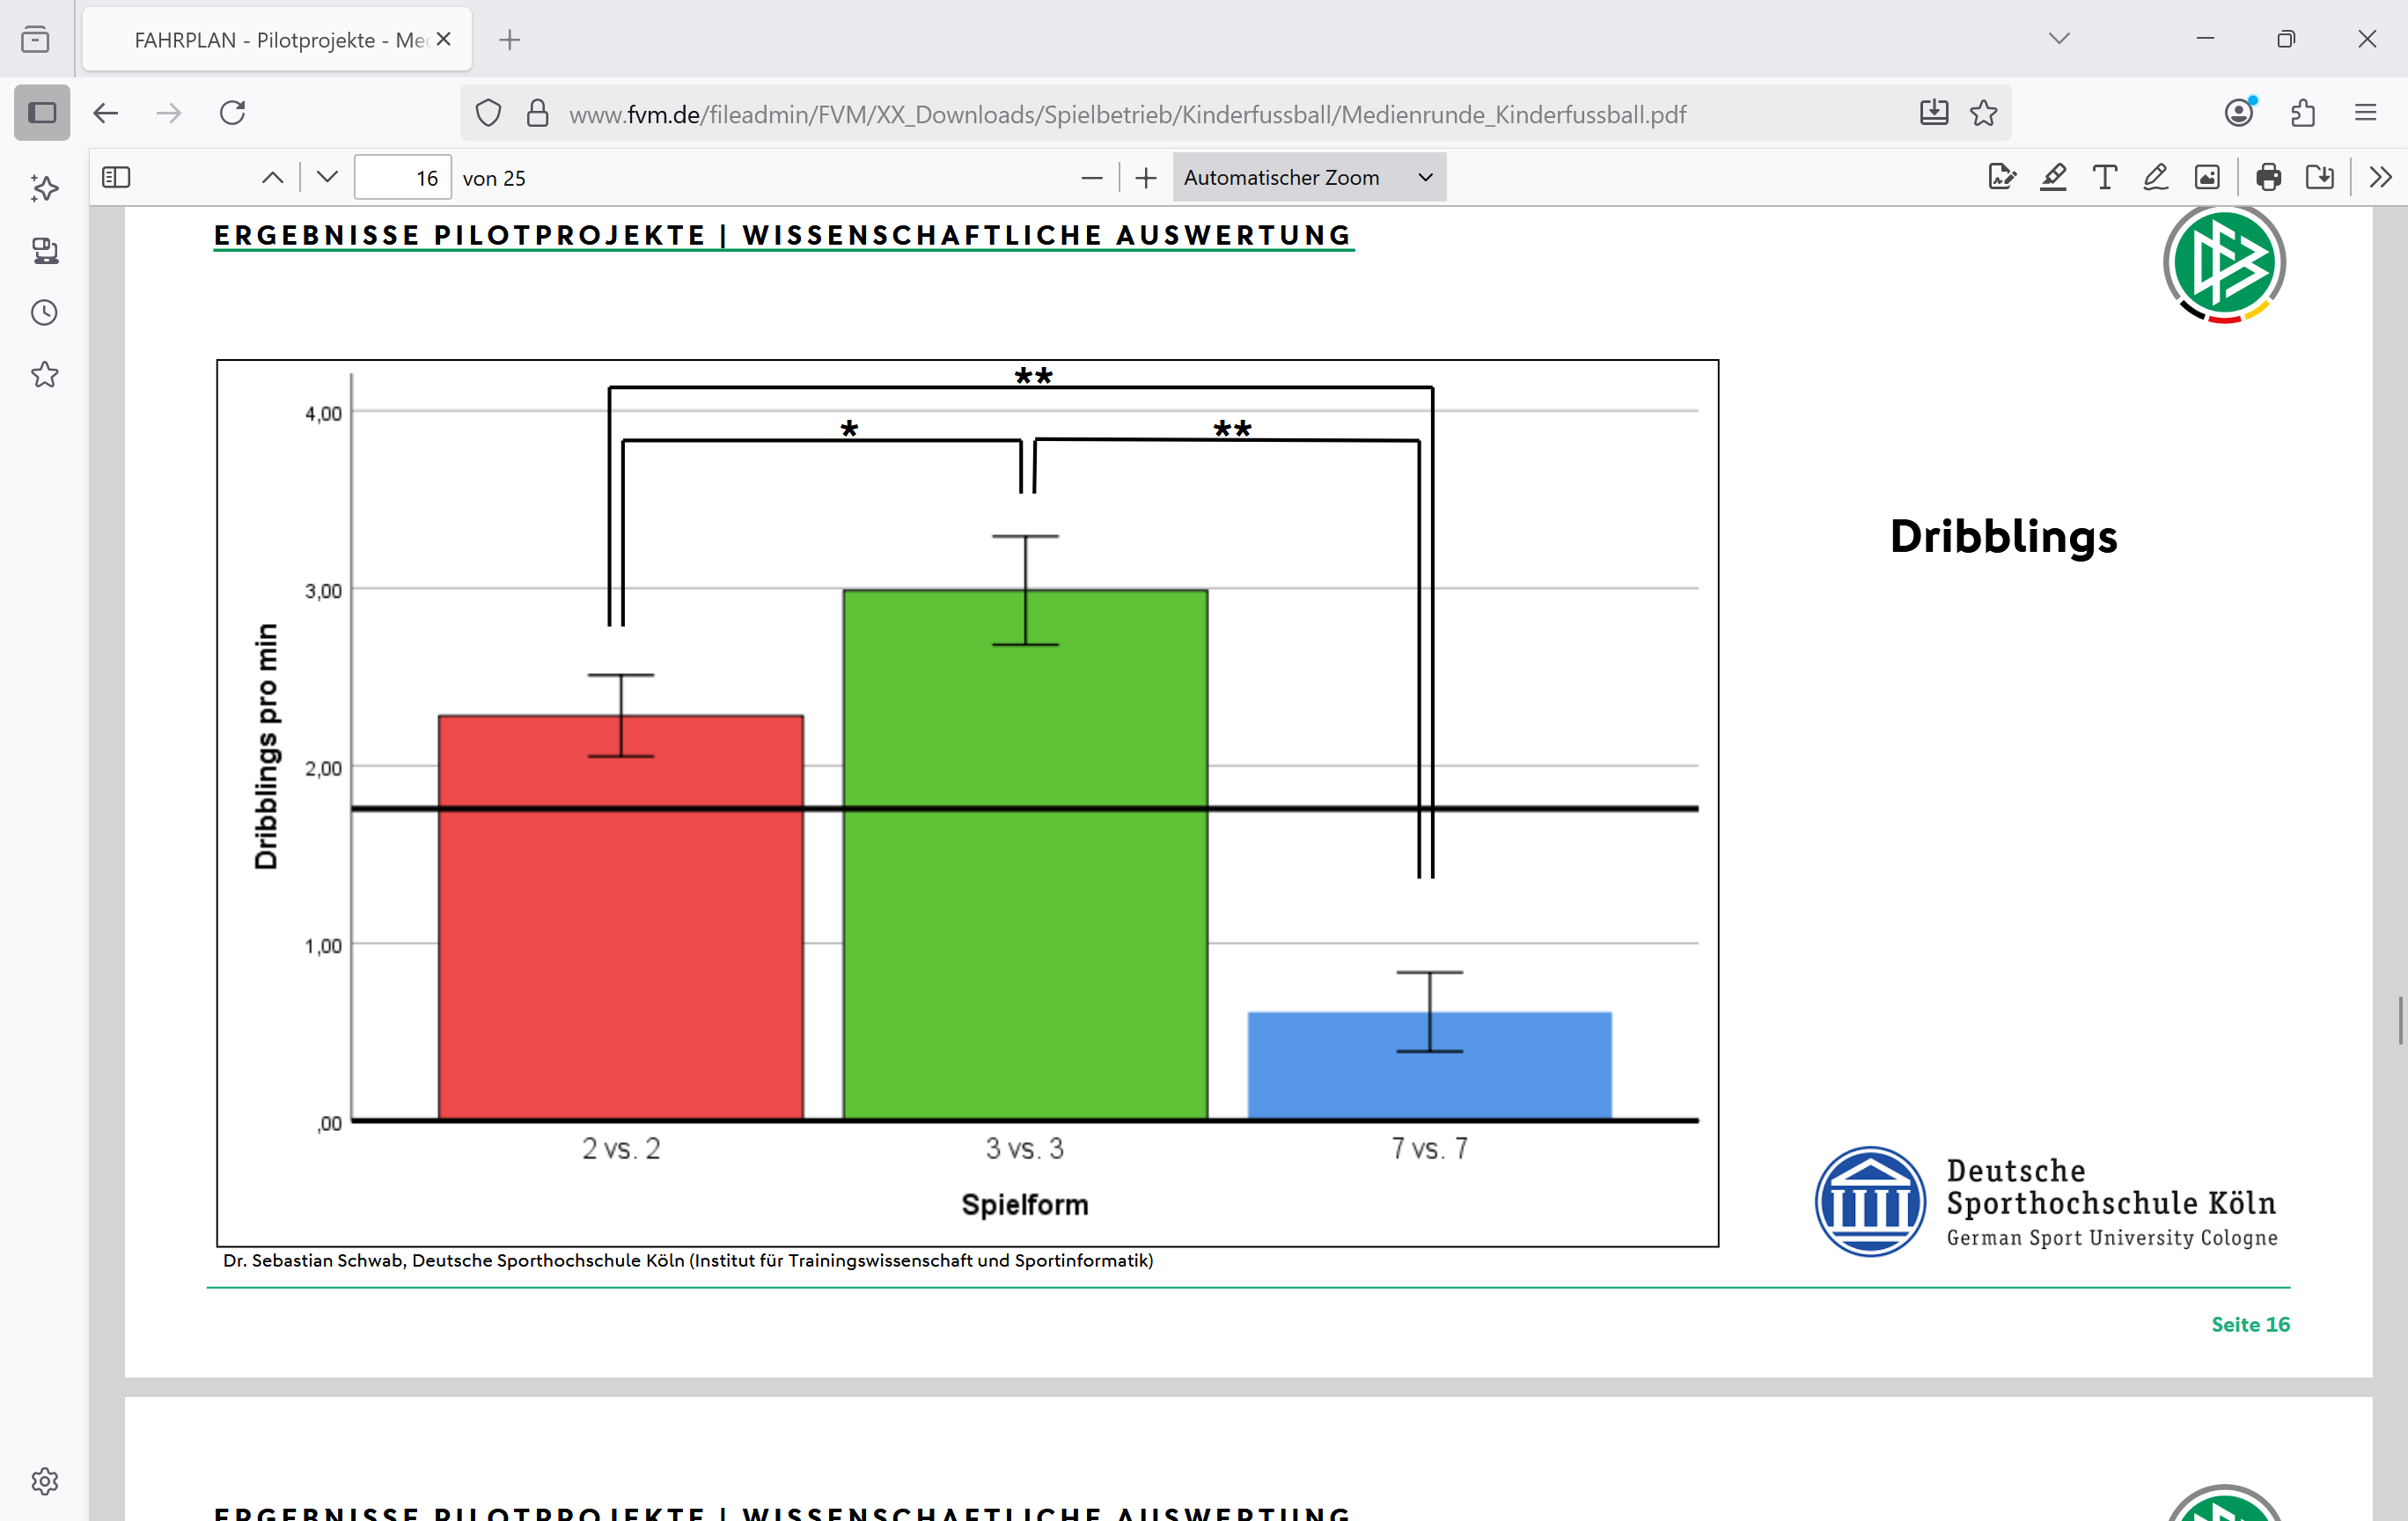 FAHRPLAN - Pilotprojekte - Me
www.fvm.de/fileadmin/FVM/XX_Downloads/Spielbetrieb/Kinderfussball/Medienrunde_Kinderfussball.pdf
16 von 25
Automatischer Zoom
ERGEBNISSE PILOTPROJEKTE | WISSENSCHAFTLICHE AUSWERTUNG
**
4,00
* **
3,00
Dribblings
Dribblings pro min
2,00
1,00
,00
2 vs. 2 3 vs. 3 7 vs. 7
Spielform
Deutsche
Sporthochschule Köln
German Sport University Cologne
Dr. Sebastian Schwab, Deutsche Sporthochschule Köln (Institut für Trainingswissenschaft und Sportinformatik)
Seite 16
ERGEBNISSE PILOTPROJEKTE | WISSENSCHAFTLICHE AUSWERTUNG